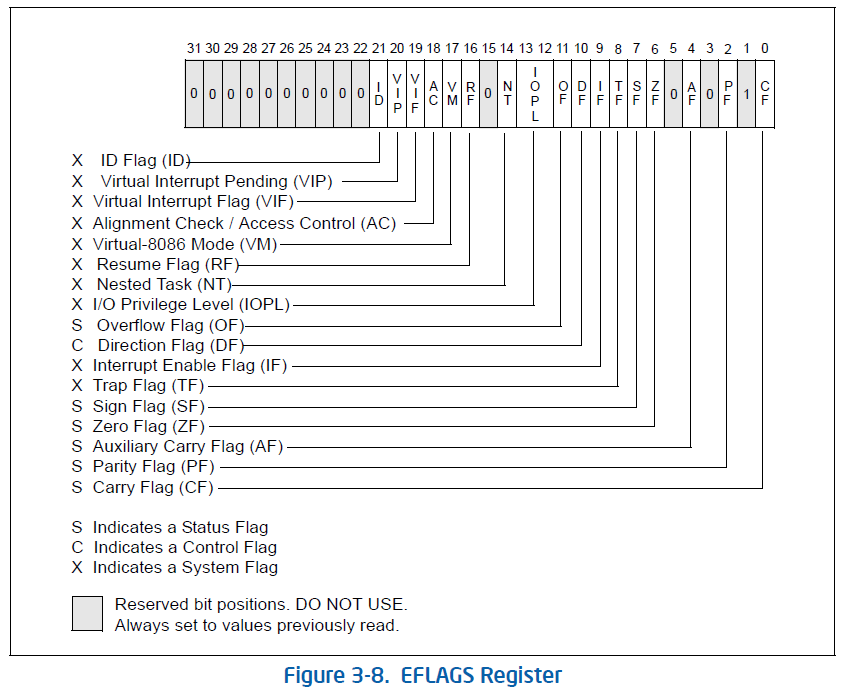 31 30 29 28 27 26 25 24 23 22 21 20 19 18 17 16 15 14 13 12 11 10 9 8 7 6 5 4 3 2 1 0
0 0 0 0 0 0 0 0 0 0 ID VIP VIF AC VM RF 0 NT IOPL OF DF IF TF SF ZF 0 AF 0 PF 1 CF
X ID Flag (ID)
X Virtual Interrupt Pending (VIP)
X Virtual Interrupt Flag (VIF)
X Alignment Check / Access Control (AC)
X Virtual-8086 Mode (VM)
X Resume Flag (RF)
X Nested Task (NT)
X I/O Privilege Level (IOPL)
S Overflow Flag (OF)
C Direction Flag (DF)
X Interrupt Enable Flag (IF)
X Trap Flag (TF)
S Sign Flag (SF)
S Zero Flag (ZF)
S Auxiliary Carry Flag (AF)
S Parity Flag (PF)
S Carry Flag (CF)
S Indicates a Status Flag
C Indicates a Control Flag
X Indicates a System Flag
Reserved bit positions. DO NOT USE.
Always set to values previously read.
Figure 3-8. EFLAGS Register